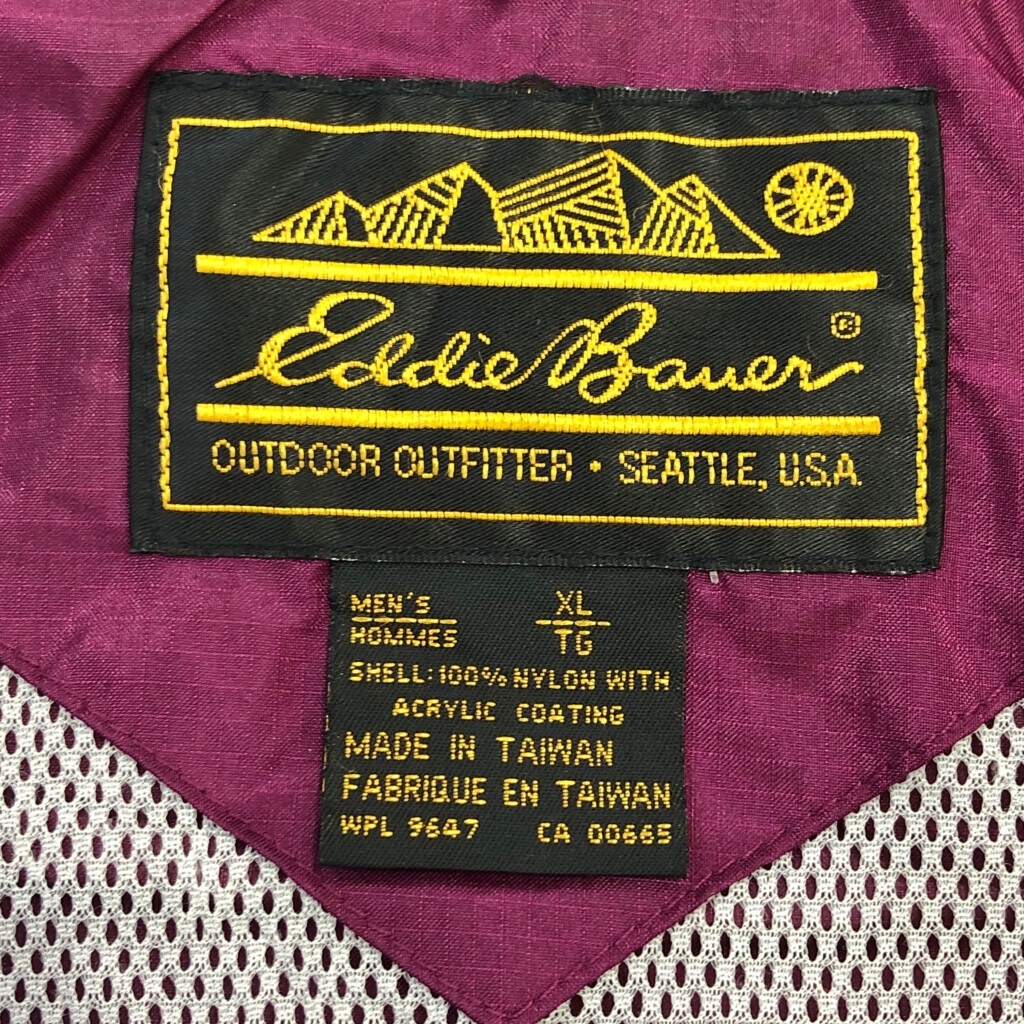 Eddie Bauer ®
OUTDOOR OUTFITTER • SEATTLE, U.S.A.
MEN'S XL
HOMMES TG
SHELL: 100% NYLON WITH
ACRYLIC COATING
MADE IN TAIWAN
FABRIQUE EN TAIWAN
WPL 9647 CA 00665